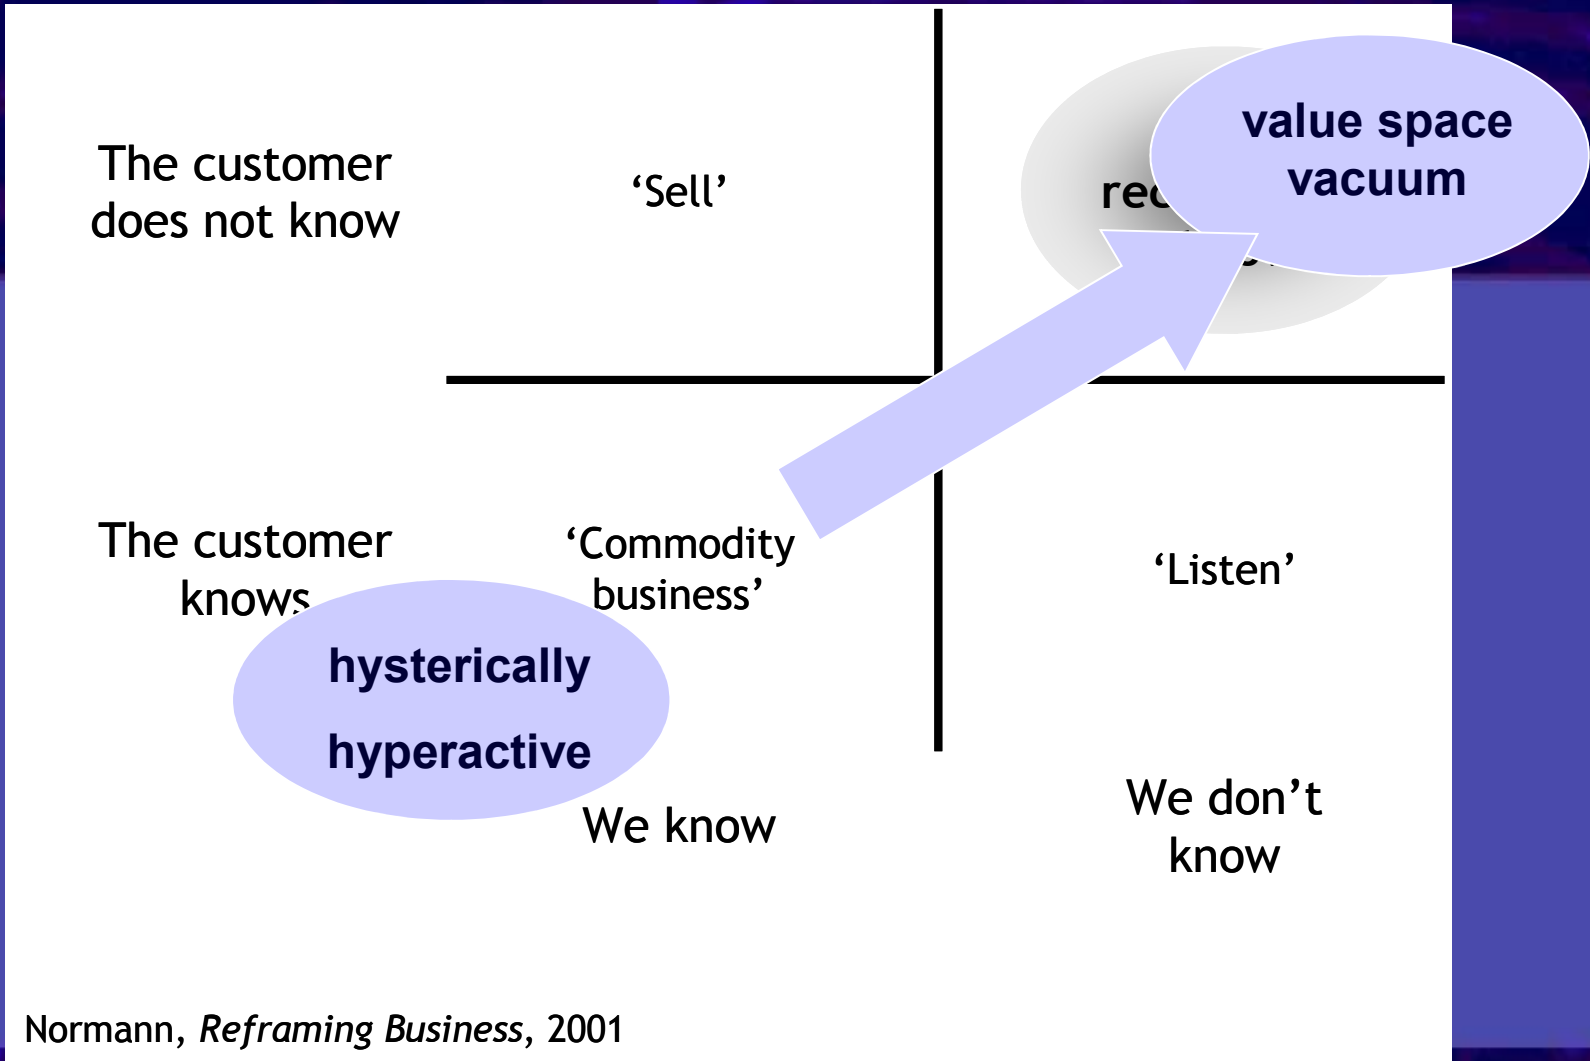 The customer
does not know
‘Sell’
value space
vacuum
The customer
knows
‘Commodity
business’
‘Listen’
hysterically
hyperactive
We know
We don’t
know
Normann, Reframing Business, 2001